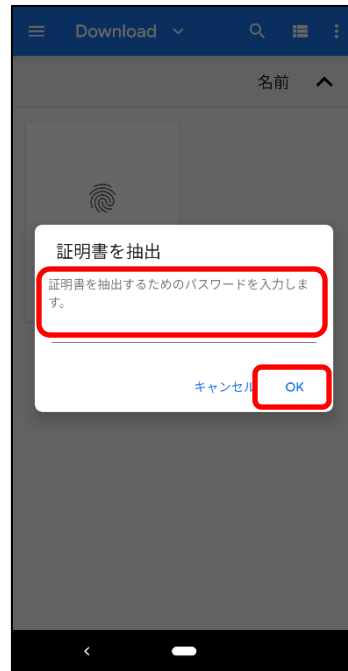 Download
名前
証明書を抽出
証明書を抽出するためのパスワードを入力しま
す。
キャンセル OK